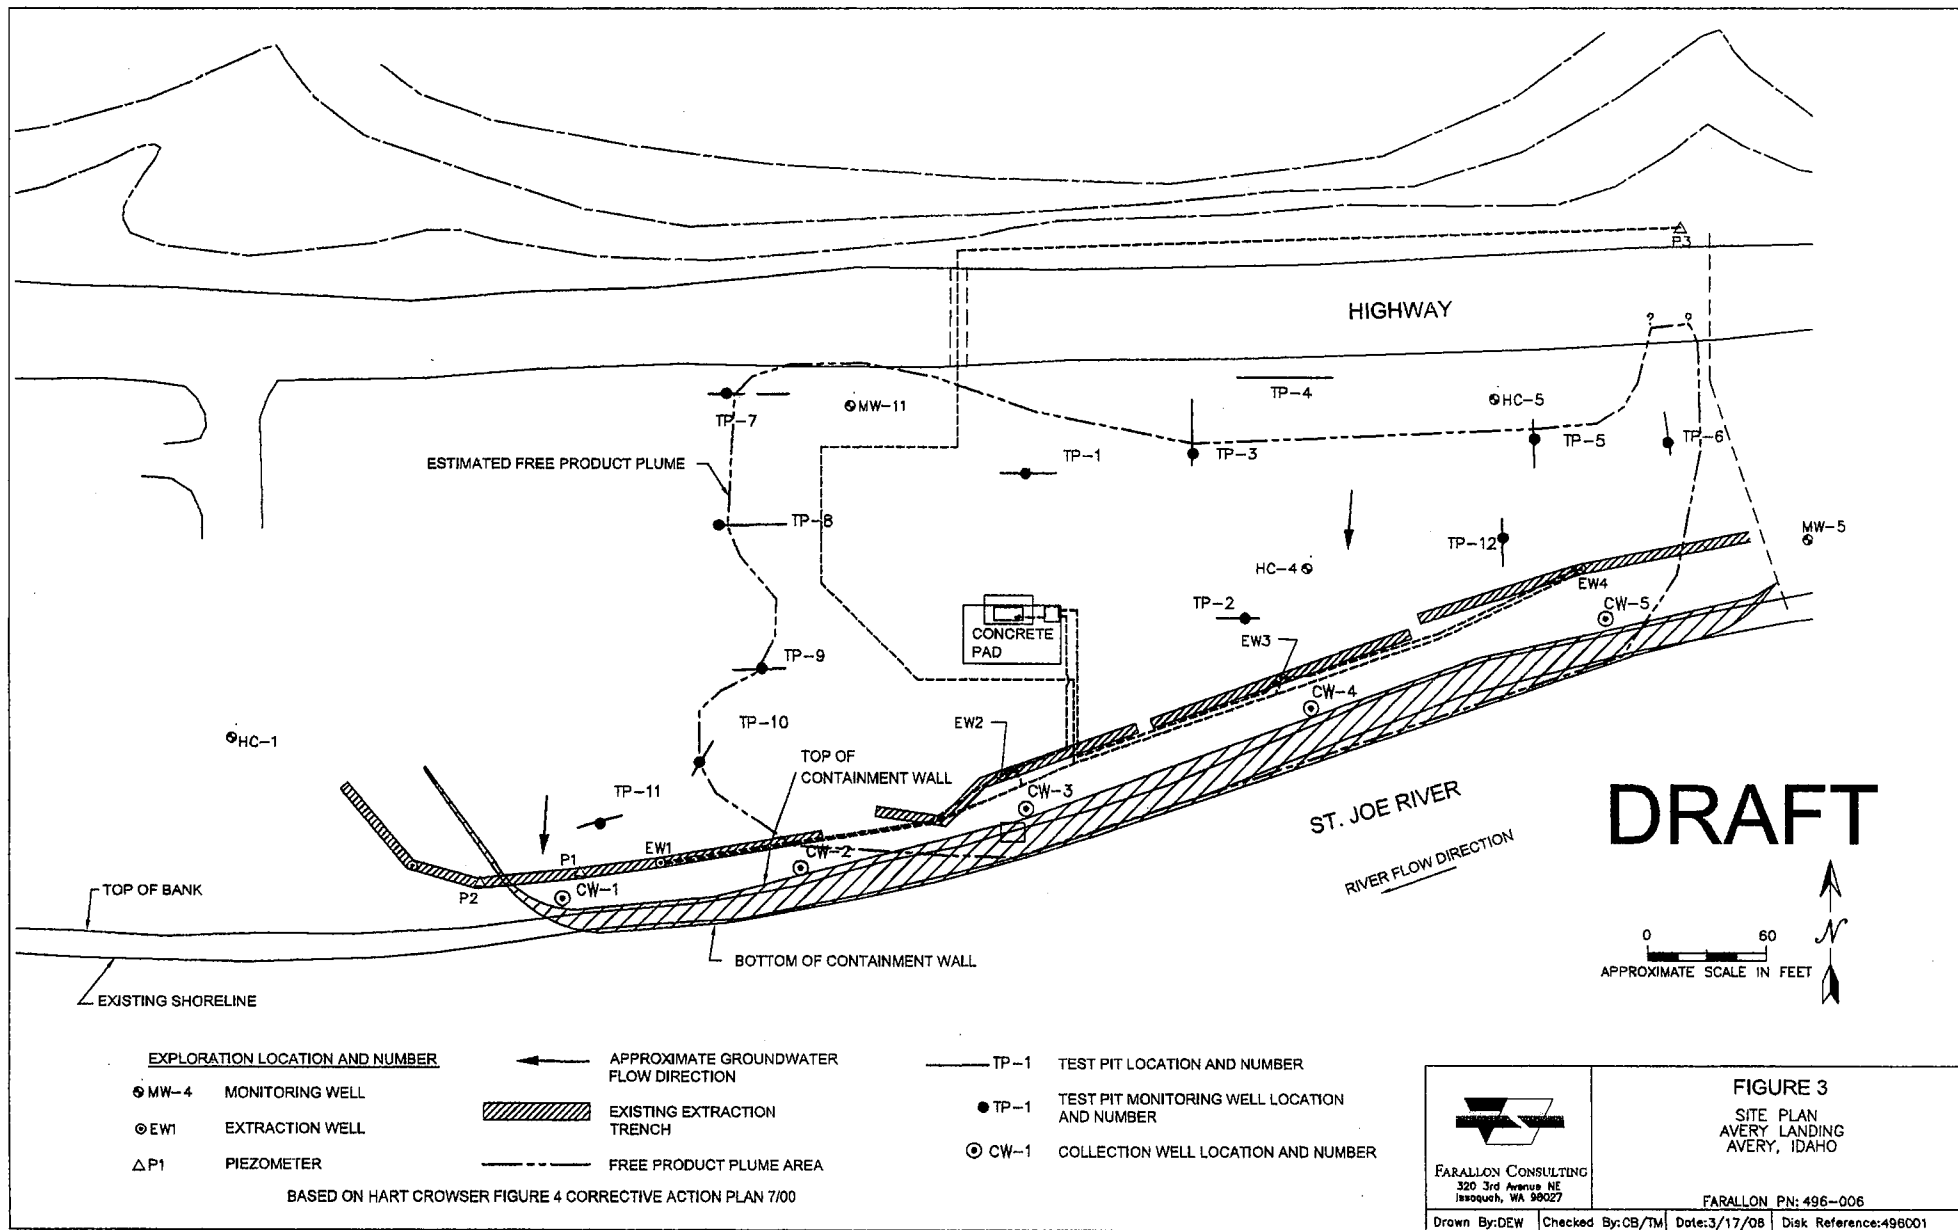 P3
HIGHWAY
? ?
TP-4
MW-11
HC-5
TP-7
TP-1
TP-3
TP-5
TP-6
ESTIMATED FREE PRODUCT PLUME
TP-8
MW-5
TP-12
HC-4
EW4
TP-2
CW-5
CONCRETE
PAD
EW3
TP-9
CW-4
TP-10
EW2
HC-1
TOP OF
CONTAINMENT WALL
TP-11
CW-3
ST. JOE RIVER
DRAFT
EW1
P1
CW-2
RIVER FLOW DIRECTION
TOP OF BANK
P2
CW-1
N
0 60
APPROXIMATE SCALE IN FEET
BOTTOM OF CONTAINMENT WALL
EXISTING SHORELINE
EXPLORATION LOCATION AND NUMBER
MW-4 MONITORING WELL
EW1 EXTRACTION WELL
P1 PIEZOMETER
APPROXIMATE GROUNDWATER
FLOW DIRECTION
EXISTING EXTRACTION
TRENCH
FREE PRODUCT PLUME AREA
TP-1 TEST PIT LOCATION AND NUMBER
TP-1 TEST PIT MONITORING WELL LOCATION
AND NUMBER
CW-1 COLLECTION WELL LOCATION AND NUMBER
BASED ON HART CROWSER FIGURE 4 CORRECTIVE ACTION PLAN 7/00
FARALLON CONSULTING
320 3rd Avenue NE
Issaquah, WA 98027
FIGURE 3
SITE PLAN
AVERY LANDING
AVERY, IDAHO
FARALLON PN: 496-006
Drawn By:DEW Checked By:CB/TM Date:3/17/06 Disk Reference:496001